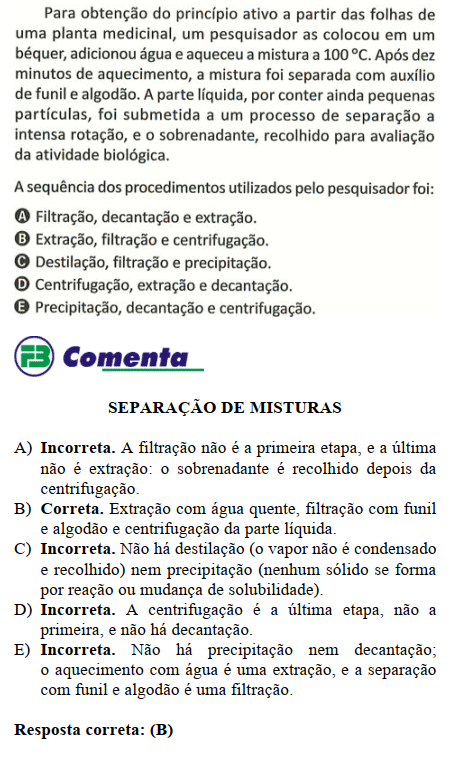 Para obtenção do princípio ativo a partir das folhas de
uma planta medicinal, um pesquisador as colocou em um
béquer, adicionou água e aqueceu a mistura a 100 °C. Após dez
minutos de aquecimento, a mistura foi separada com auxílio
de funil e algodão. A parte líquida, por conter ainda pequenas
partículas, foi submetida a um processo de separação a
intensa rotação, e o sobrenadante, recolhido para avaliação
da atividade biológica.
A sequência dos procedimentos utilizados pelo pesquisador foi:
A Filtração, decantação e extração.
B Extração, filtração e centrifugação.
C Destilação, filtração e precipitação.
D Centrifugação, extração e decantação.
E Precipitação, decantação e centrifugação.
FB Comenta
SEPARAÇÃO DE MISTURAS
A) Incorreta. A filtração não é a primeira etapa, e a última
não é extração: o sobrenadante é recolhido depois da
centrifugação.
B) Correta. Extração com água quente, filtração com funil
e algodão e centrifugação da parte líquida.
C) Incorreta. Não há destilação (o vapor não é condensado
e recolhido) nem precipitação (nenhum sólido se forma
por reação ou mudança de solubilidade).
D) Incorreta. A centrifugação é a última etapa, não a
primeira, e não há decantação.
E) Incorreta. Não há precipitação nem decantação;
o aquecimento com água é uma extração, e a separação
com funil e algodão é uma filtração.
Resposta correta: (B)